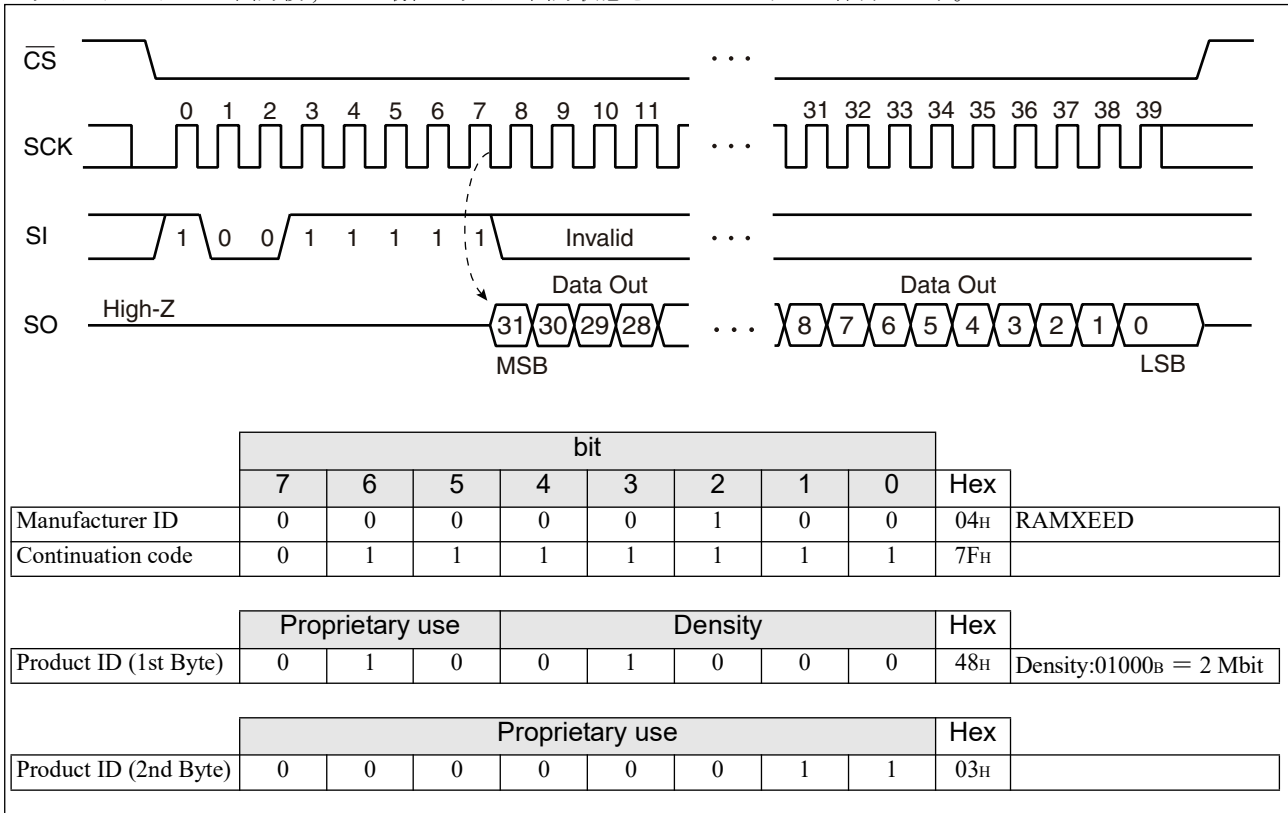 CS
0 1 2 3 4 5 6 7 8 9 10 11 31 32 33 34 35 36 37 38 39
SCK
SI 1 0 0 1 1 1 1 1 Invalid
Data Out Data Out
High-Z
SO 31 30 29 28 8 7 6 5 4 3 2 1 0
MSB LSB
bit
7 6 5 4 3 2 1 0 Hex
Manufacturer ID 0 0 0 0 0 1 0 0 04H RAMXEED
Continuation code 0 1 1 1 1 1 1 1 7FH
Proprietary use Density Hex
Product ID (1st Byte) 0 1 0 0 1 0 0 0 48H Density:01000B = 2 Mbit
Proprietary use Hex
Product ID (2nd Byte) 0 0 0 0 0 0 1 1 03H